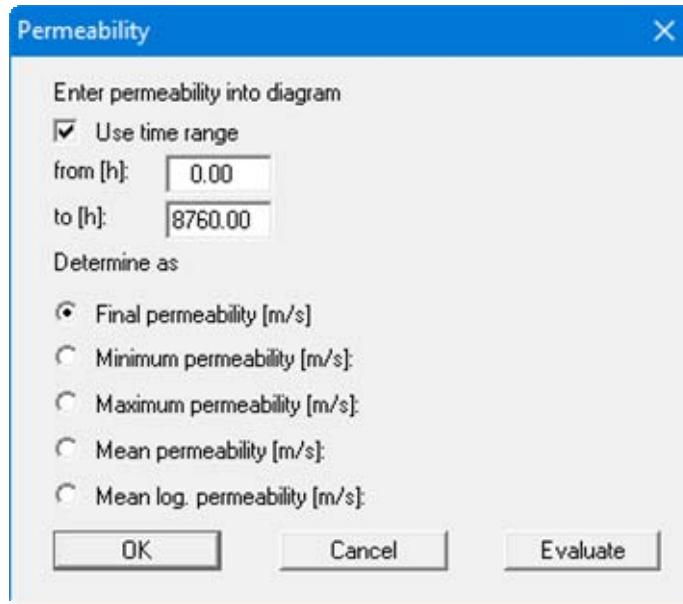 Permeability
Enter permeability into diagram
Use time range
from [h]: 0.00
to [h]: 8760.00
Determine as
Final permeability [m/s]
Minimum permeability [m/s]:
Maximum permeability [m/s]:
Mean permeability [m/s]:
Mean log. permeability [m/s]:
OK Cancel Evaluate